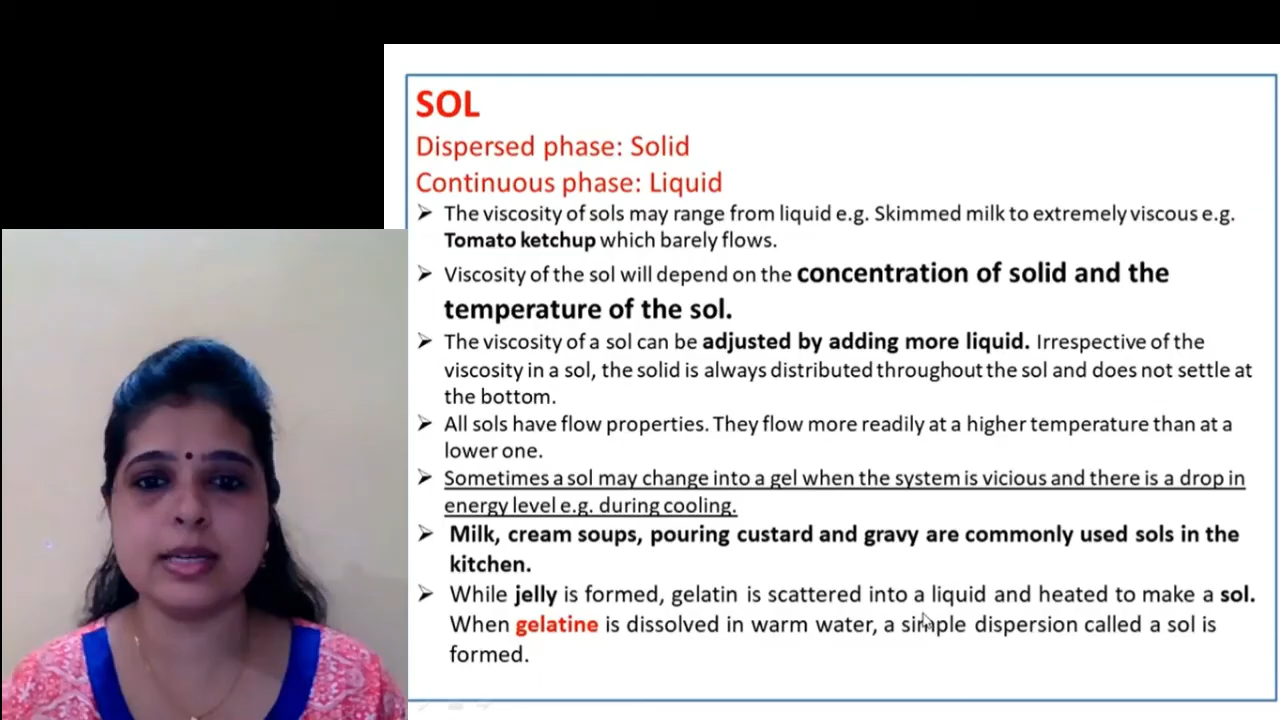 SOL
Dispersed phase: Solid
Continuous phase: Liquid
➢ The viscosity of sols may range from liquid e.g. Skimmed milk to extremely viscous e.g.
Tomato ketchup which barely flows.
➢ Viscosity of the sol will depend on the concentration of solid and the
temperature of the sol.
➢ The viscosity of a sol can be adjusted by adding more liquid. Irrespective of the
viscosity in a sol, the solid is always distributed throughout the sol and does not settle at
the bottom.
➢ All sols have flow properties. They flow more readily at a higher temperature than at a
lower one.
➢ Sometimes a sol may change into a gel when the system is vicious and there is a drop in
energy level e.g. during cooling.
➢ Milk, cream soups, pouring custard and gravy are commonly used sols in the
kitchen.
➢ While jelly is formed, gelatin is scattered into a liquid and heated to make a sol.
When gelatine is dissolved in warm water, a simple dispersion called a sol is
formed.